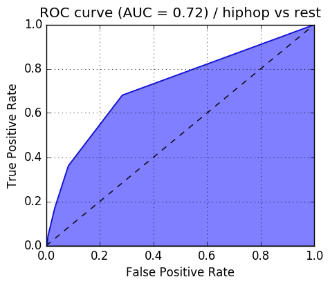 ROC curve (AUC = 0.72) / hiphop vs rest
1.0
0.8
0.6
0.4
0.2
0.0
True Positive Rate
0.0 0.2 0.4 0.6 0.8 1.0
False Positive Rate